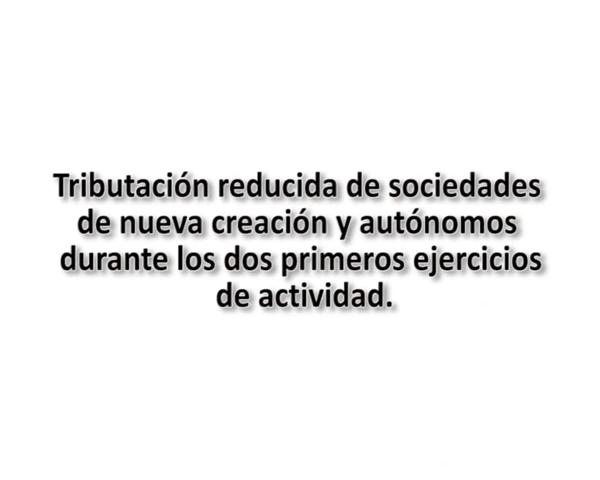 Tributación reducida de sociedades
de nueva creación y autónomos
durante los dos primeros ejercicios
de actividad.